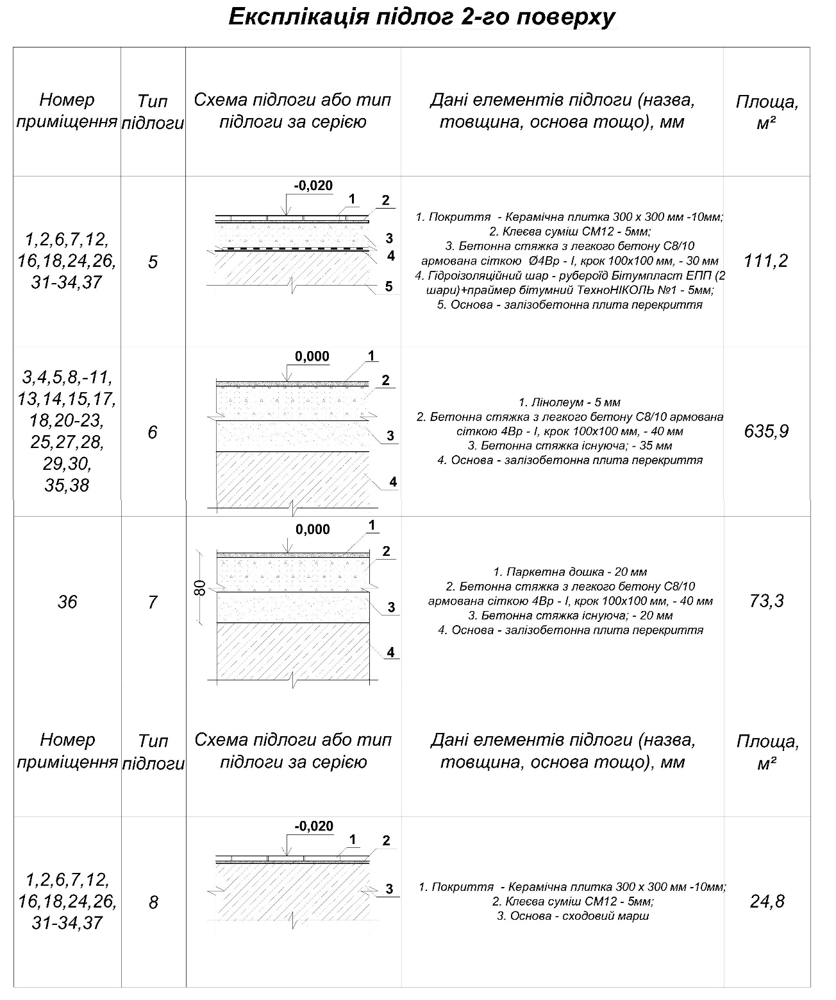 Експлікація підлог 2-го поверху
Номер
приміщення
Тип
підлоги
Схема підлоги або тип
підлоги за серією
Дані елементів підлоги (назва,
товщина, основа тощо), мм
Площа,
м²
1,2,6,7,12,
16,18,24,26,
31-34,37
5
-0,020
1
2
3
4
5
1. Покриття - Керамічна плитка 300 х 300 мм -10мм;
2. Клеєва суміш СМ12 - 5мм;
3. Бетонна стяжка з легкого бетону С8/10
армована сіткою Ø4Вр - І, крок 100х100 мм, - 30 мм
4. Гідроізоляційний шар - рубероїд Бітумпласт ЕПП (2
шари)+праймер бітумний ТехноНІКОЛЬ №1 - 5мм;
5. Основа - залізобетонна плита перекриття
111,2
3,4,5,8,-11,
13,14,15,17,
18,20-23,
25,27,28,
29,30,
35,38
6
0,000
1
2
3
4
1. Лінолеум - 5 мм
2. Бетонна стяжка з легкого бетону С8/10 армована
сіткою 4Вр - І, крок 100х100 мм, - 40 мм
3. Бетонна стяжка існуюча; - 35 мм
4. Основа - залізобетонна плита перекриття
635,9
36
7
0,000
80
1
2
3
4
1. Паркетна дошка - 20 мм
2. Бетонна стяжка з легкого бетону С8/10
армована сіткою 4Вр - І, крок 100х100 мм, - 40 мм
3. Бетонна стяжка існуюча; - 20 мм
4. Основа - залізобетонна плита перекриття
73,3
Номер
приміщення
Тип
підлоги
Схема підлоги або тип
підлоги за серією
Дані елементів підлоги (назва,
товщина, основа тощо), мм
Площа,
м²
1,2,6,7,12,
16,18,24,26,
31-34,37
8
-0,020
1
2
3
1. Покриття - Керамічна плитка 300 х 300 мм -10мм;
2. Клеєва суміш СМ12 - 5мм;
3. Основа - сходовий марш
24,8